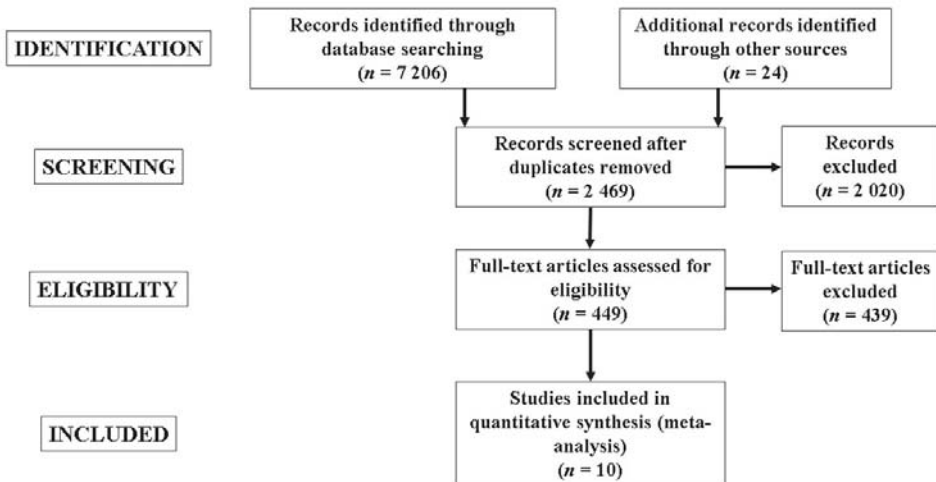 IDENTIFICATION
Records identified through
database searching
(n = 7 206)
Additional records identified
through other sources
(n = 24)
SCREENING
Records screened after
duplicates removed
(n = 2 469)
Records
excluded
(n = 2 020)
ELIGIBILITY
Full-text articles assessed for
eligibility
(n = 449)
Full-text articles
excluded
(n = 439)
INCLUDED
Studies included in
quantitative synthesis (meta-
analysis)
(n = 10)